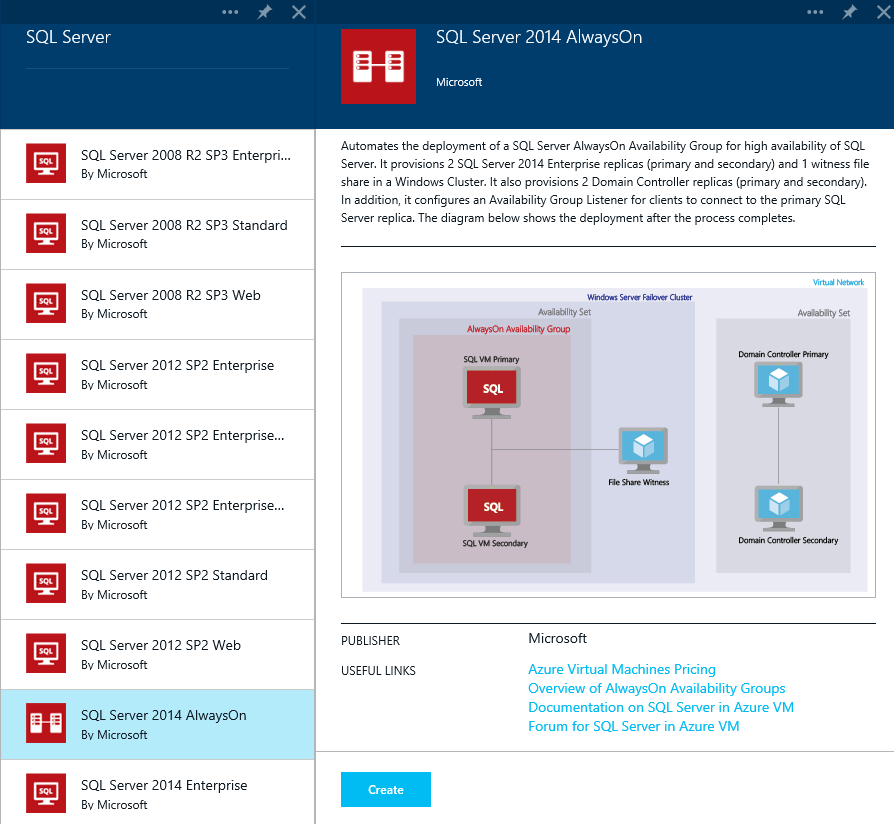 SQL Server
SQL Server 2008 R2 SP3 Enterpri...
By Microsoft
SQL Server 2008 R2 SP3 Standard
By Microsoft
SQL Server 2008 R2 SP3 Web
By Microsoft
SQL Server 2012 SP2 Enterprise
By Microsoft
SQL Server 2012 SP2 Enterprise...
By Microsoft
SQL Server 2012 SP2 Enterprise...
By Microsoft
SQL Server 2012 SP2 Standard
By Microsoft
SQL Server 2012 SP2 Web
By Microsoft
SQL Server 2014 AlwaysOn
By Microsoft
SQL Server 2014 Enterprise
By Microsoft
SQL
SQL
SQL
SQL
SQL
SQL
SQL
SQL
SQL
SQL Server 2014 AlwaysOn
Microsoft
Automates the deployment of a SQL Server AlwaysOn Availability Group for high availability of SQL
Server. It provisions 2 SQL Server 2014 Enterprise replicas (primary and secondary) and 1 witness file
share in a Windows Cluster. It also provisions 2 Domain Controller replicas (primary and secondary).
In addition, it configures an Availability Group Listener for clients to connect to the primary SQL
Server replica. The diagram below shows the deployment after the process completes.
Virtual Network
Windows Server Failover Cluster
Availability Set
Availability Set
AlwaysOn Availability Group
SQL VM Primary
SQL
Domain Controller Primary
File Share Witness
SQL
SQL VM Secondary
Domain Controller Secondary
PUBLISHER
Microsoft
USEFUL LINKS
Azure Virtual Machines Pricing
Overview of AlwaysOn Availability Groups
Documentation on SQL Server in Azure VM
Forum for SQL Server in Azure VM
Create